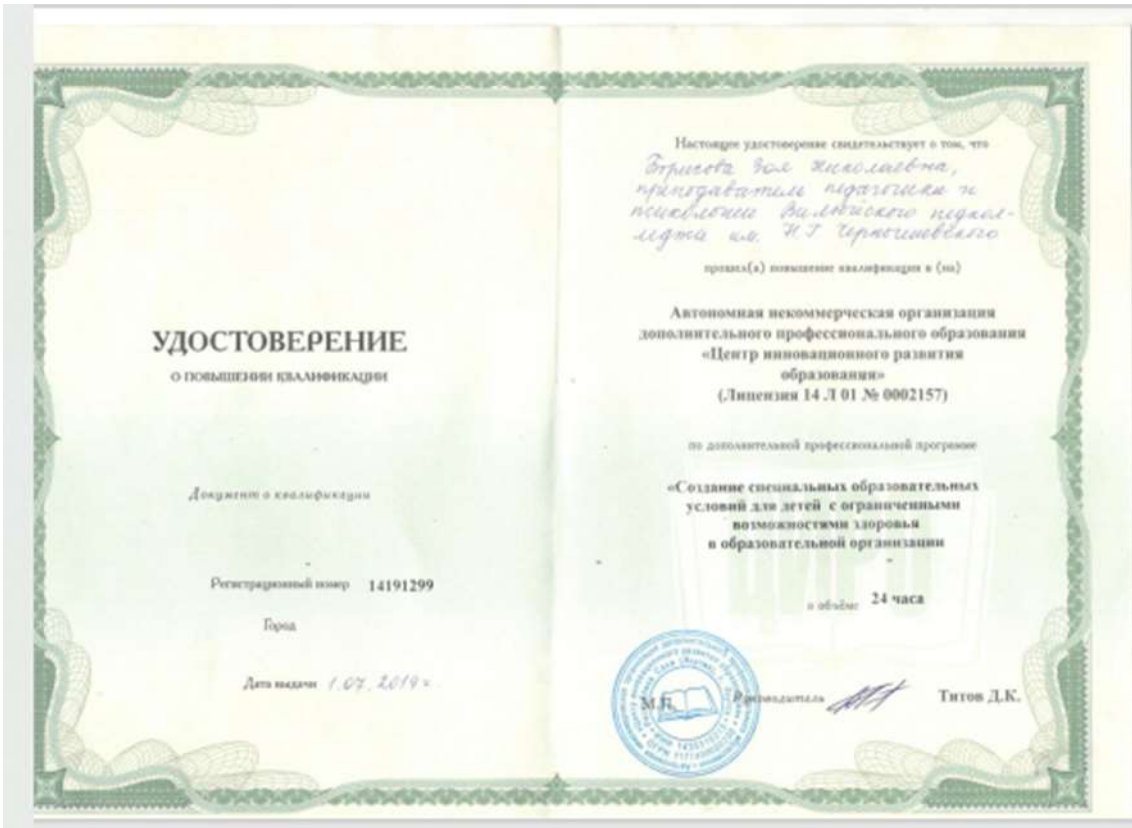 УДОСТОВЕРЕНИЕ
О ПОВЫШЕНИИ КВАЛИФИКАЦИИ
Документ о квалификации
Регистрационный номер 14191299
Город
Дата выдачи 1.07.2019 г.
Настоящее удостоверение свидетельствует о том, что
Борисова Зоя Николаевна,
преподаватель педагогики и
психологии Вилюйского педкол-
леджа им. Н.Г Чернышевского
прошел(а) повышение квалификации в (на)
Автономная некоммерческая организация
дополнительного профессионального образования
«Центр инновационного развития
образования»
(Лицензия 14 Л 01 № 0002157)
по дополнительной профессиональной программе
«Создание специальных образовательных
условий для детей с ограниченными
возможностями здоровья
в образовательной организации
в объёме 24 часа
М.П. Руководитель Титов Д.К.